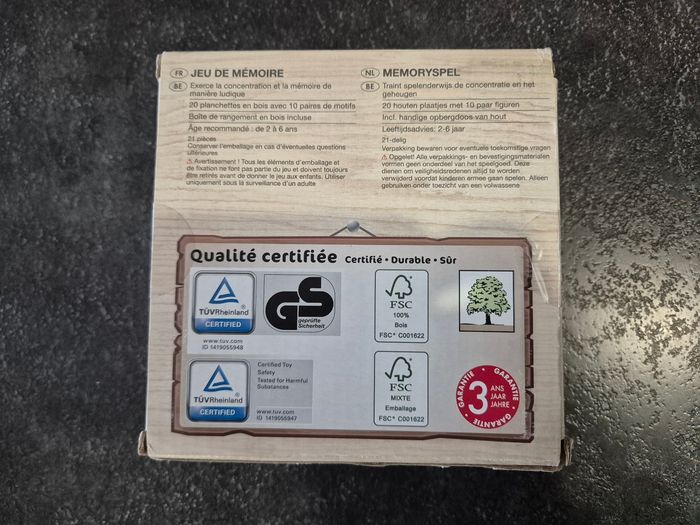 FR JEU DE MÉMOIRE
BE Exerce la concentration et la mémoire de
manière ludique
20 planchettes en bois avec 10 paires de motifs
Boîte de rangement en bois incluse
Âge recommandé : de 2 à 6 ans
21 pièces
Conserver l'emballage en cas d'éventuelles questions
ultérieures
⚠ Avertissement ! Tous les éléments d'emballage et
de fixation ne font pas partie du jeu et doivent toujours
être retirés avant de donner le jeu aux enfants. Utiliser
uniquement sous la surveillance d'un adulte
NL MEMORYSPEL
BE Traint spelenderwijs de concentratie en het
geheugen
20 houten plaatjes met 10 paar figuren
Incl. handige opbergdoos van hout
Leeftijdsadvies: 2-6 jaar
21-delig
Verpakking bewaren voor eventuele toekomstige vragen
⚠ Opgelet! Alle verpakkings- en bevestigingsmaterialen
vormen geen onderdeel van het speelgoed. Deze
dienen om veiligheidsredenen altijd te worden
verwijderd voordat kinderen ermee gaan spelen. Alleen
gebruiken onder toezicht van een volwassene
Qualité certifiée Certifié • Durable • Sûr
TÜVRheinland
CERTIFIED
www.tuv.com
ID 1419055948
GS
geprüfte
Sicherheit
FSC
100%
Bois
FSC® C001622
TÜVRheinland
CERTIFIED
Certified Toy
Safety
Tested for Harmful
Substances
www.tuv.com
ID 1419055947
FSC
MIXTE
Emballage
FSC® C001622
GARANTIE • GARANTIE • GARANTIE • GARANTIE
3 ANS
JAAR
JAHRE